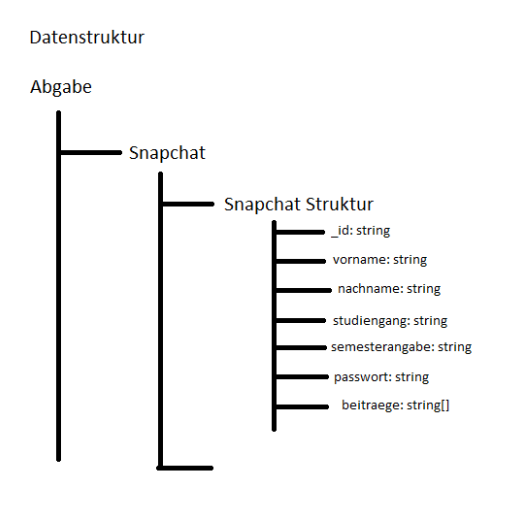 Datenstruktur
Abgabe
Snapchat
Snapchat Struktur
_id: string
vorname: string
nachname: string
studiengang: string
semesterangabe: string
passwort: string
beitraege: string[]